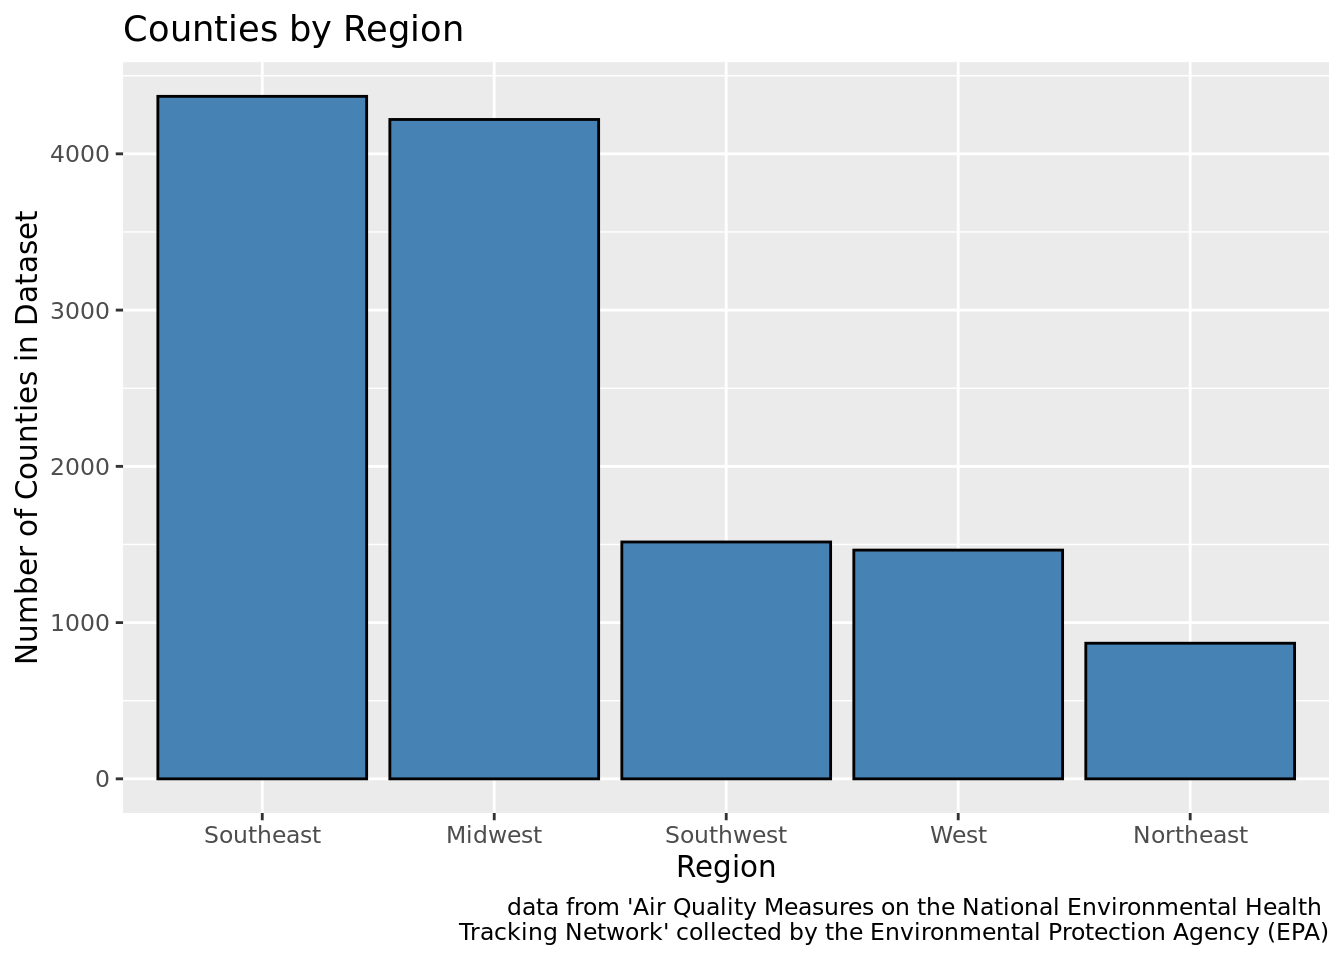 Counties by Region
Number of Counties in Dataset
4000
3000
2000
1000
0
Southeast
Midwest
Southwest
West
Northeast
Region
data from 'Air Quality Measures on the National Environmental Health
Tracking Network' collected by the Environmental Protection Agency (EPA)